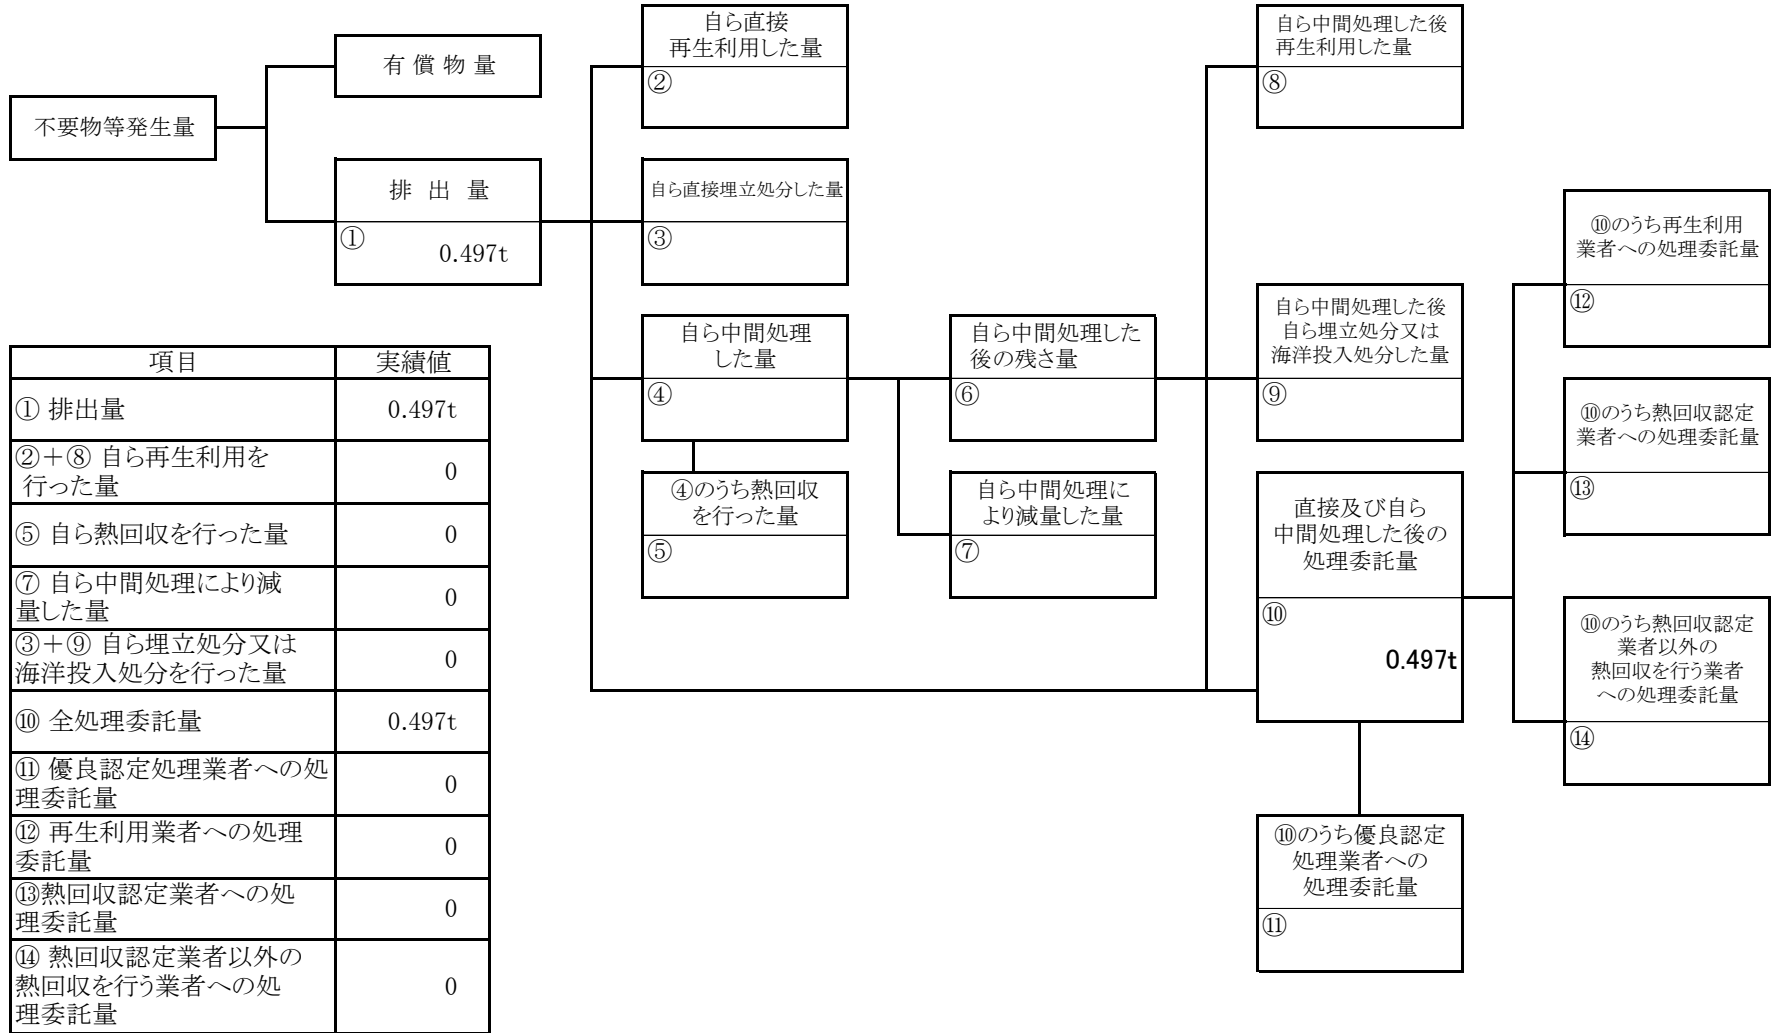 不要物等発生量
有償物量
排出量
①
0.497t
自ら直接
再生利用した量
②
自ら直接埋立処分した量
③
自ら中間処理
した量
④
④のうち熱回収
を行った量
⑤
自ら中間処理した
後の残さ量
⑥
自ら中間処理に
より減量した量
⑦
自ら中間処理した後
再生利用した量
⑧
自ら中間処理した後
自ら埋立処分又は
海洋投入処分した量
⑨
直接及び自ら
中間処理した後の
処理委託量
⑩
0.497t
⑩のうち優良認定
処理業者への
処理委託量
⑪
⑩のうち再生利用
業者への処理委託量
⑫
⑩のうち熱回収認定
業者への処理委託量
⑬
⑩のうち熱回収認定
業者以外の
熱回収を行う業者
への処理委託量
⑭
項目 実績値
① 排出量 0.497t
②＋⑧ 自ら再生利用を
行った量 0
⑤ 自ら熱回収を行った量 0
⑦ 自ら中間処理により減
量した量 0
③＋⑨ 自ら埋立処分又は
海洋投入処分を行った量 0
⑩ 全処理委託量 0.497t
⑪ 優良認定処理業者への処
理委託量 0
⑫ 再生利用業者への処理
委託量 0
⑬熱回収認定業者への処
理委託量 0
⑭ 熱回収認定業者以外の
熱回収を行う業者への処
理委託量 0